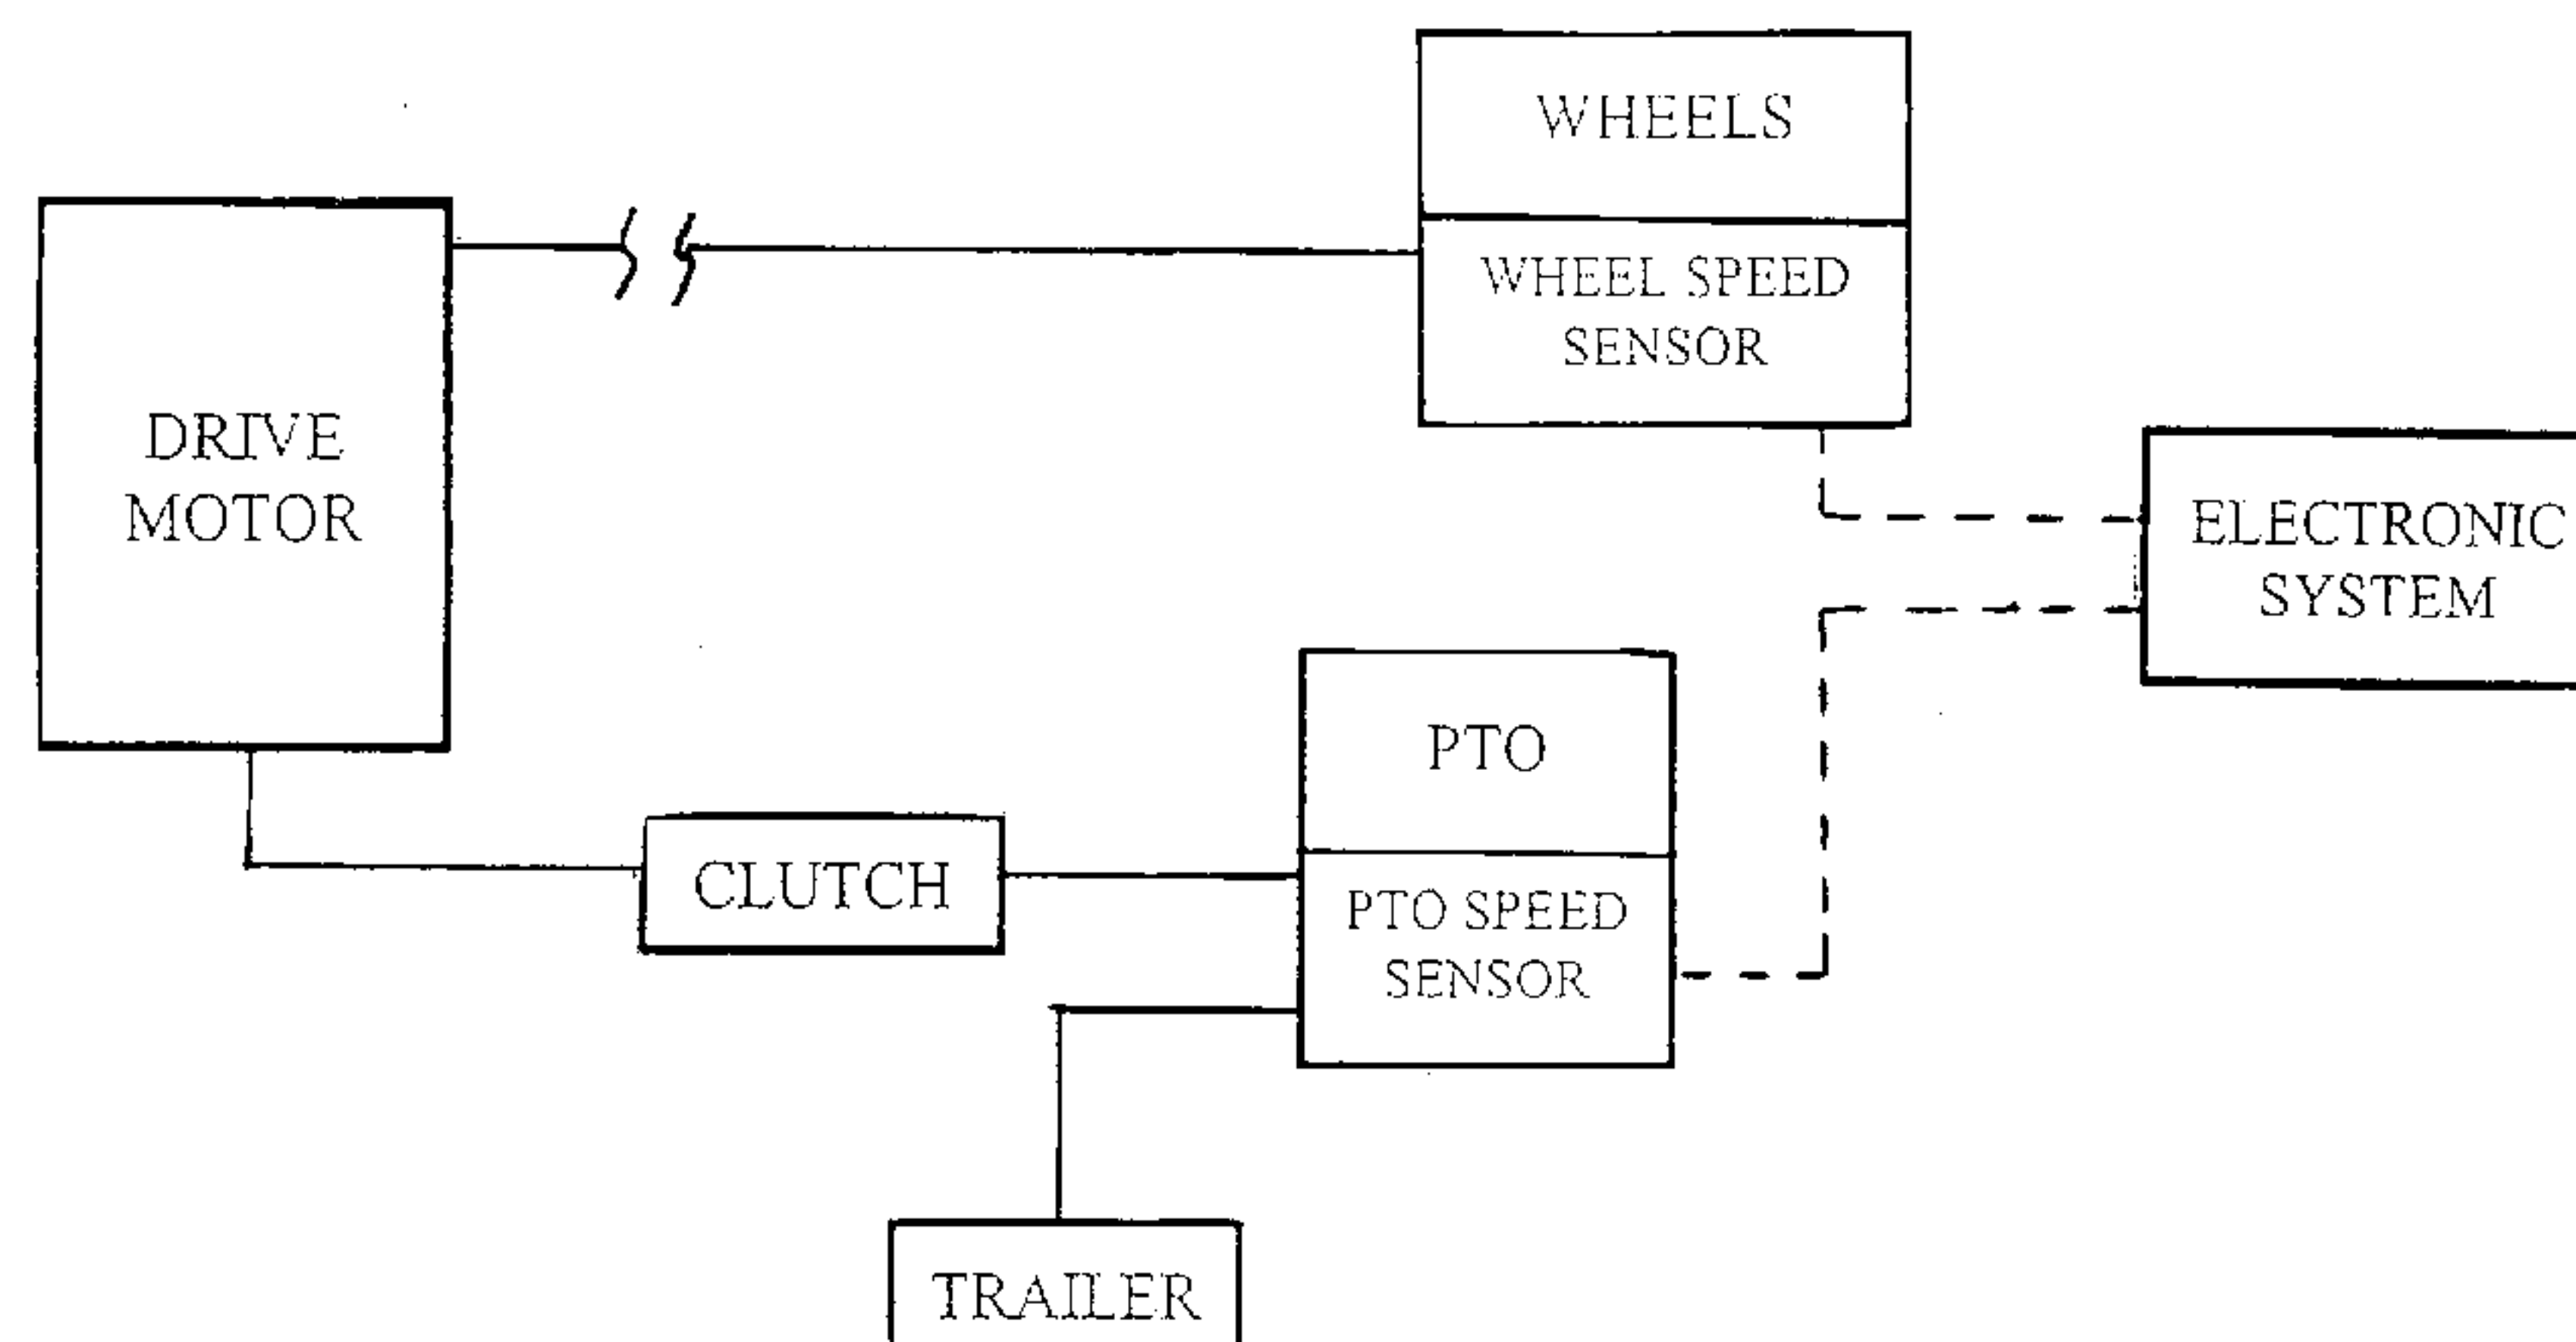 WHEELS
WHEEL SPEED
SENSOR
DRIVE
MOTOR
ELECTRONIC
SYSTEM
PTO
CLUTCH
PTO SPEED
SENSOR
TRAILER